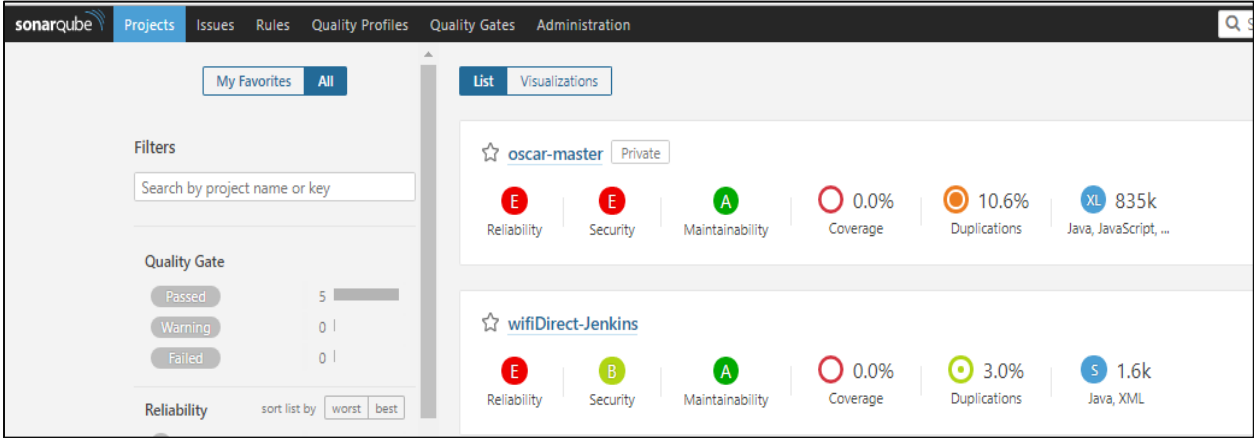 sonarqube Projects Issues Rules Quality Profiles Quality Gates Administration
My Favorites All
List Visualizations
Filters
Search by project name or key
Quality Gate
Passed 5
Warning 0
Failed 0
Reliability sort list by worst best
oscar-master Private
E E A 0.0% 10.6% XL 835k
Reliability Security Maintainability Coverage Duplications Java, JavaScript, ...
wifiDirect-Jenkins
E B A 0.0% 3.0% S 1.6k
Reliability Security Maintainability Coverage Duplications Java, XML